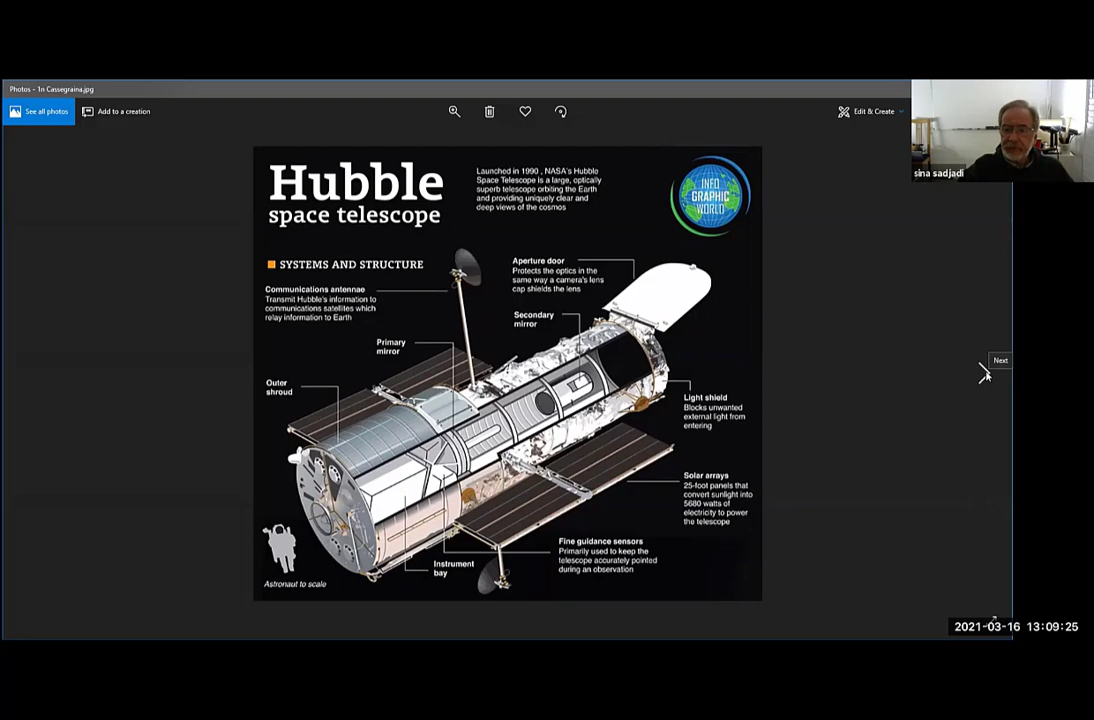 Photos - 1n Cassegraina.jpg
See all photos
Add to a creation
Edit & Create
sina sadjadi
Hubble
space telescope
Launched in 1990 , NASA's Hubble
Space Telescope is a large, optically
superb telescope orbiting the Earth
and providing uniquely clear and
deep views of the cosmos
INFO
GRAPHIC
WORLD
SYSTEMS AND STRUCTURE
Communications antennae
Transmit Hubble's information to
communications satellites which
relay information to Earth
Aperture door
Protects the optics in the
same way a camera's lens
cap shields the lens
Secondary
mirror
Primary
mirror
Outer
shroud
Next
Light shield
Blocks unwanted
external light from
entering
Solar arrays
25-foot panels that
convert sunlight into
5680 watts of
electricity to power
the telescope
Fine guidance sensors
Primarily used to keep the
telescope accurately pointed
during an observation
Instrument
bay
Astronaut to scale
2021-03-16 13:09:25